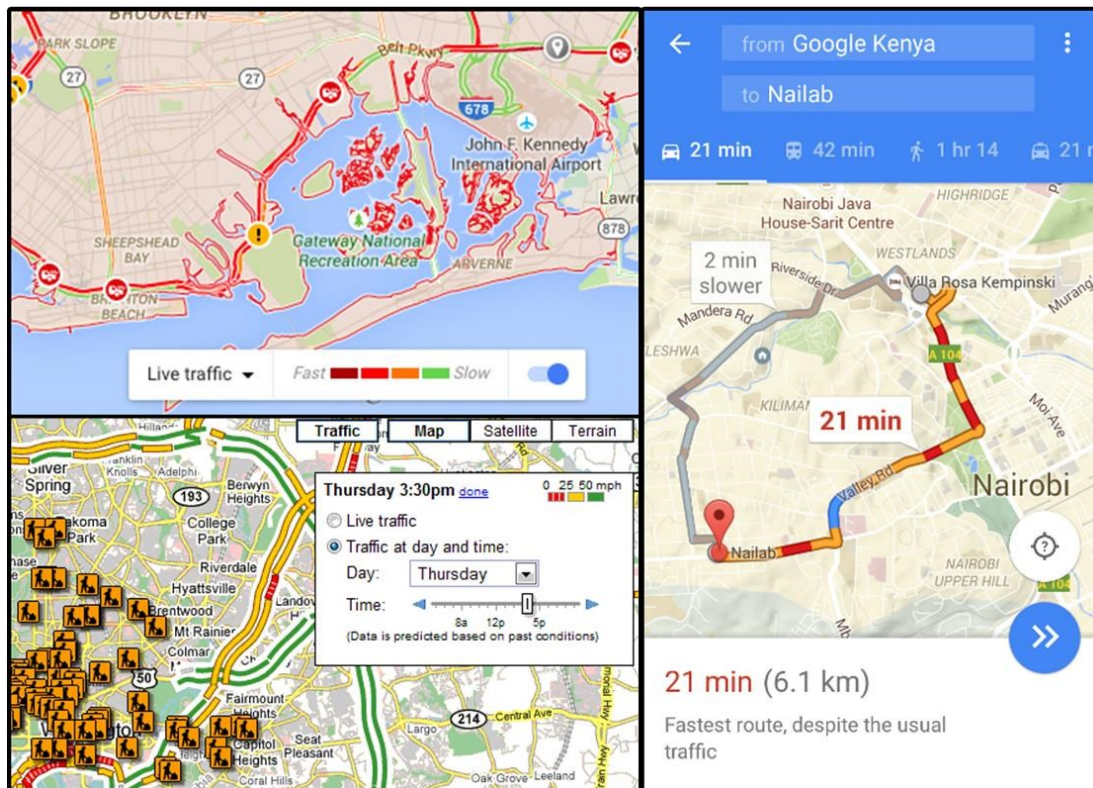 BROOKLYN
PARK SLOPE
27
27
Belt Pkwy
678
John F. Kennedy
International Airport
Lawre
878
SHEEPSHEAD
BAY
Gateway National
Recreation Area
ARVERNE
BRIGHTON
BEACH
Live traffic
Fast
Slow
Traffic
Map
Satellite
Terrain
Knolls
Adelphi
Silver
Spring
193
Berwyn
Heights
College
Park
akoma
Park
Riverdale
Hyattsville
Brentwood
Mt Rainier
Colmar
50
Landov
Fairmount
Heights
Capitol
Heights
Seat
Pleasant
Coral Hills
Largo
214
Central Ave
Oak Grove
Leeland
Thursday 3:30pm done
0 25 50 mph
Live traffic
Traffic at day and time:
Day: Thursday
Time:
8a 12p 5p
(Data is predicted based on past conditions)
from Google Kenya
to Nailab
21 min
42 min
1 hr 14
21
HIGHRIDGE
Nairobi Java
House-Sarit Centre
WESTLANDS
2 min
slower
Riverside Dr
Villa Rosa Kempinski
Murang
Mandera Rd
LESHWA
A 104
KILIMAN
21 min
Moi Ave
Valley Rd
Nairobi
Nailab
NAIROBI
UPPER HILL
A 104
21 min (6.1 km)
Fastest route, despite the usual
traffic